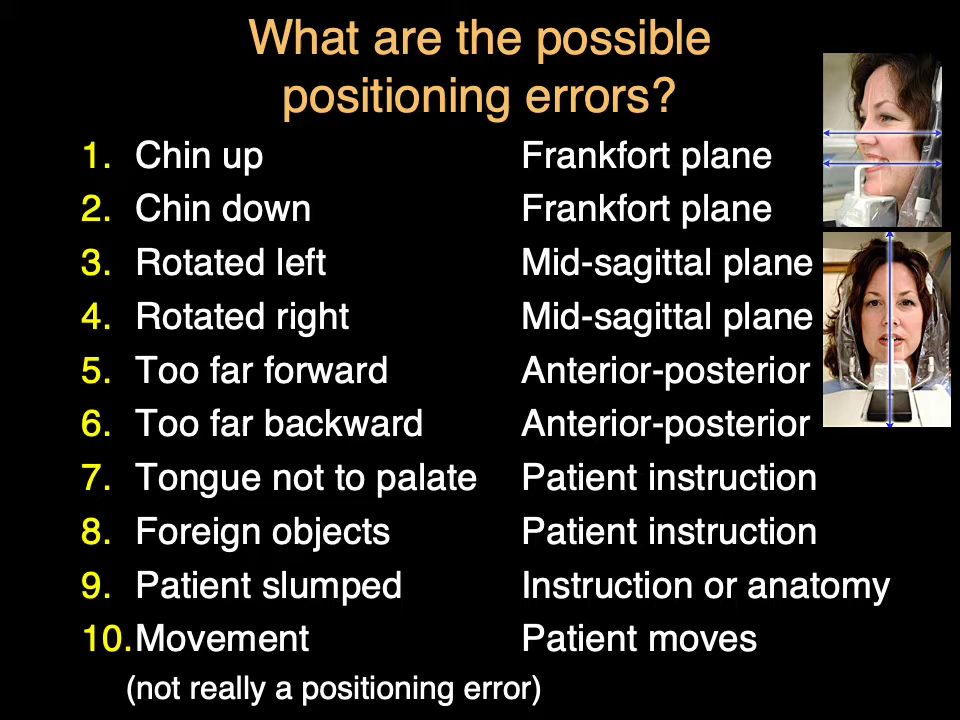 What are the possible
positioning errors?
1. Chin up Frankfort plane
2. Chin down Frankfort plane
3. Rotated left Mid-sagittal plane
4. Rotated right Mid-sagittal plane
5. Too far forward Anterior-posterior
6. Too far backward Anterior-posterior
7. Tongue not to palate Patient instruction
8. Foreign objects Patient instruction
9. Patient slumped Instruction or anatomy
10. Movement Patient moves
(not really a positioning error)